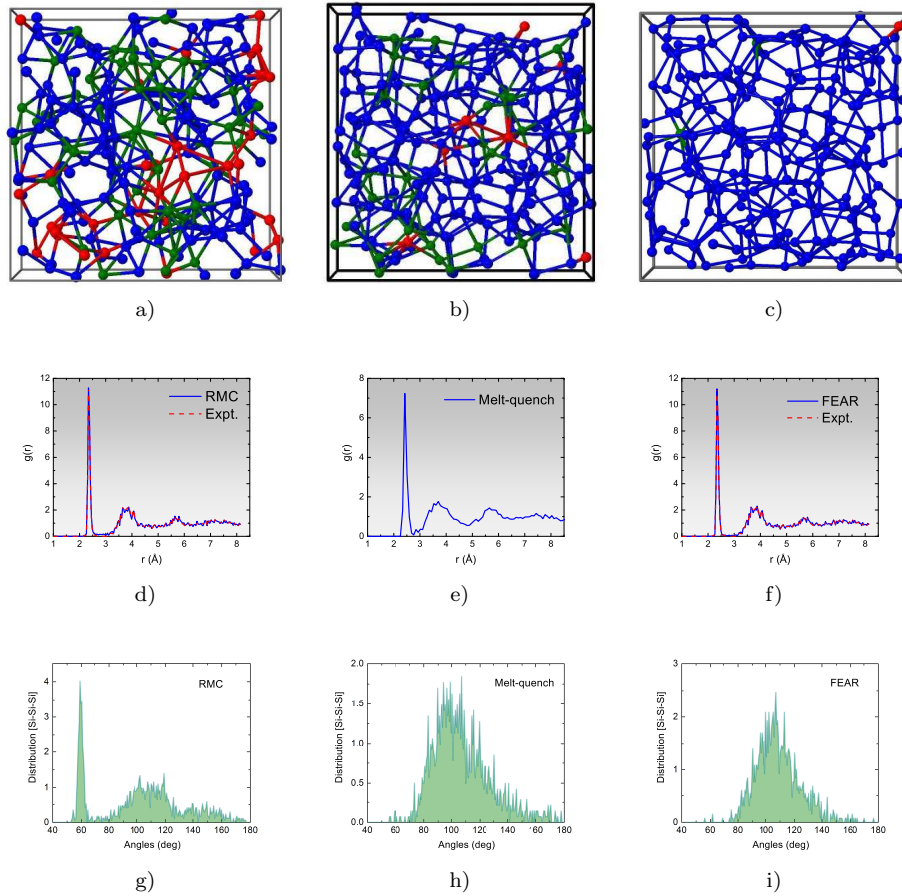 a)
b)
c)
12
10
8
6
4
2
0
g(r)
RMC
Expt.
1 2 3 4 5 6 7 8
r (Å)
d)
8
6
4
2
0
g(r)
Melt-quench
1 2 3 4 5 6 7 8
r (Å)
e)
12
10
8
6
4
2
0
g(r)
FEAR
Expt.
1 2 3 4 5 6 7 8
r (Å)
f)
4
3
2
1
0
Distribution [Si-Si-Si]
RMC
40 60 80 100 120 140 160 180
Angles (deg)
g)
2.0
1.5
1.0
0.5
0.0
Distribution [Si-Si-Si]
Melt-quench
40 60 80 100 120 140 160 180
Angles (deg)
h)
3
2
1
0
Distribution [Si-Si-Si]
FEAR
40 60 80 100 120 140 160 180
Angles (deg)
i)